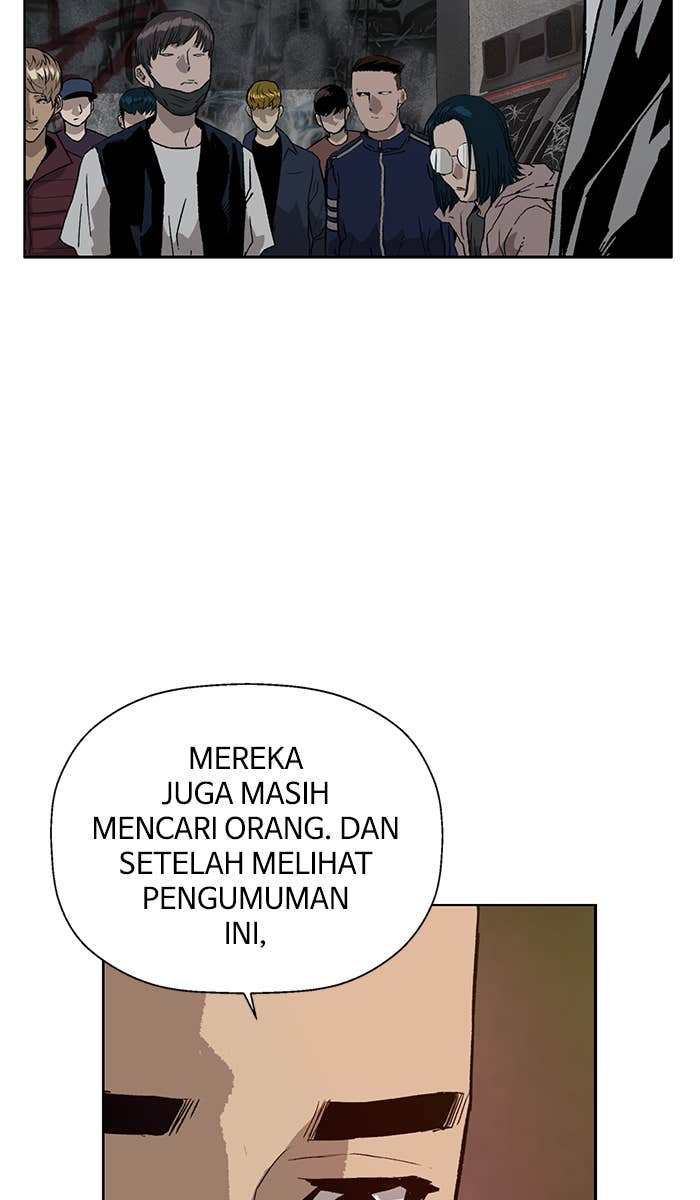 MEREKA
JUGA MASIH
MENCARI ORANG. DAN
SETELAH MELIHAT
PENGUMUMAN
INI,